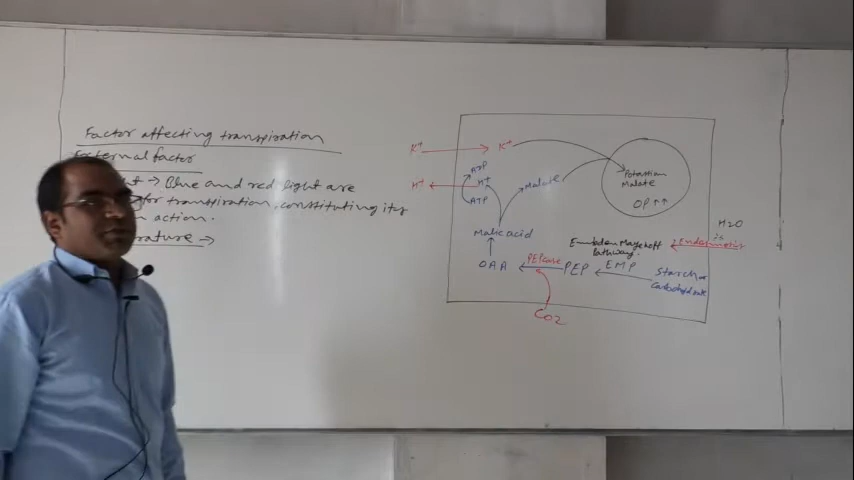 Factor affecting transpiration
External factor
Blue and red light are
for transpiration, constituting its
action.
K+
K+
ADP
H+
H+
ATP
Malate
Potassium
Malate
OP↑↑
Malic acid
H2O
Embden Mayerhoff
Pathway.
Endosmosis
OAA
PEPcase
PEP
EMP
Starch or
Carbohydrate
CO2